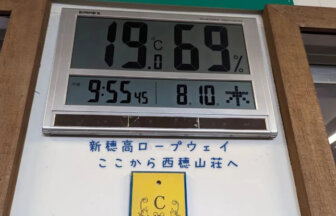 19.0℃ 69%
9:55 45 8.10. 木
新穂高ロープウェイ
ここから西穂山荘へ
C